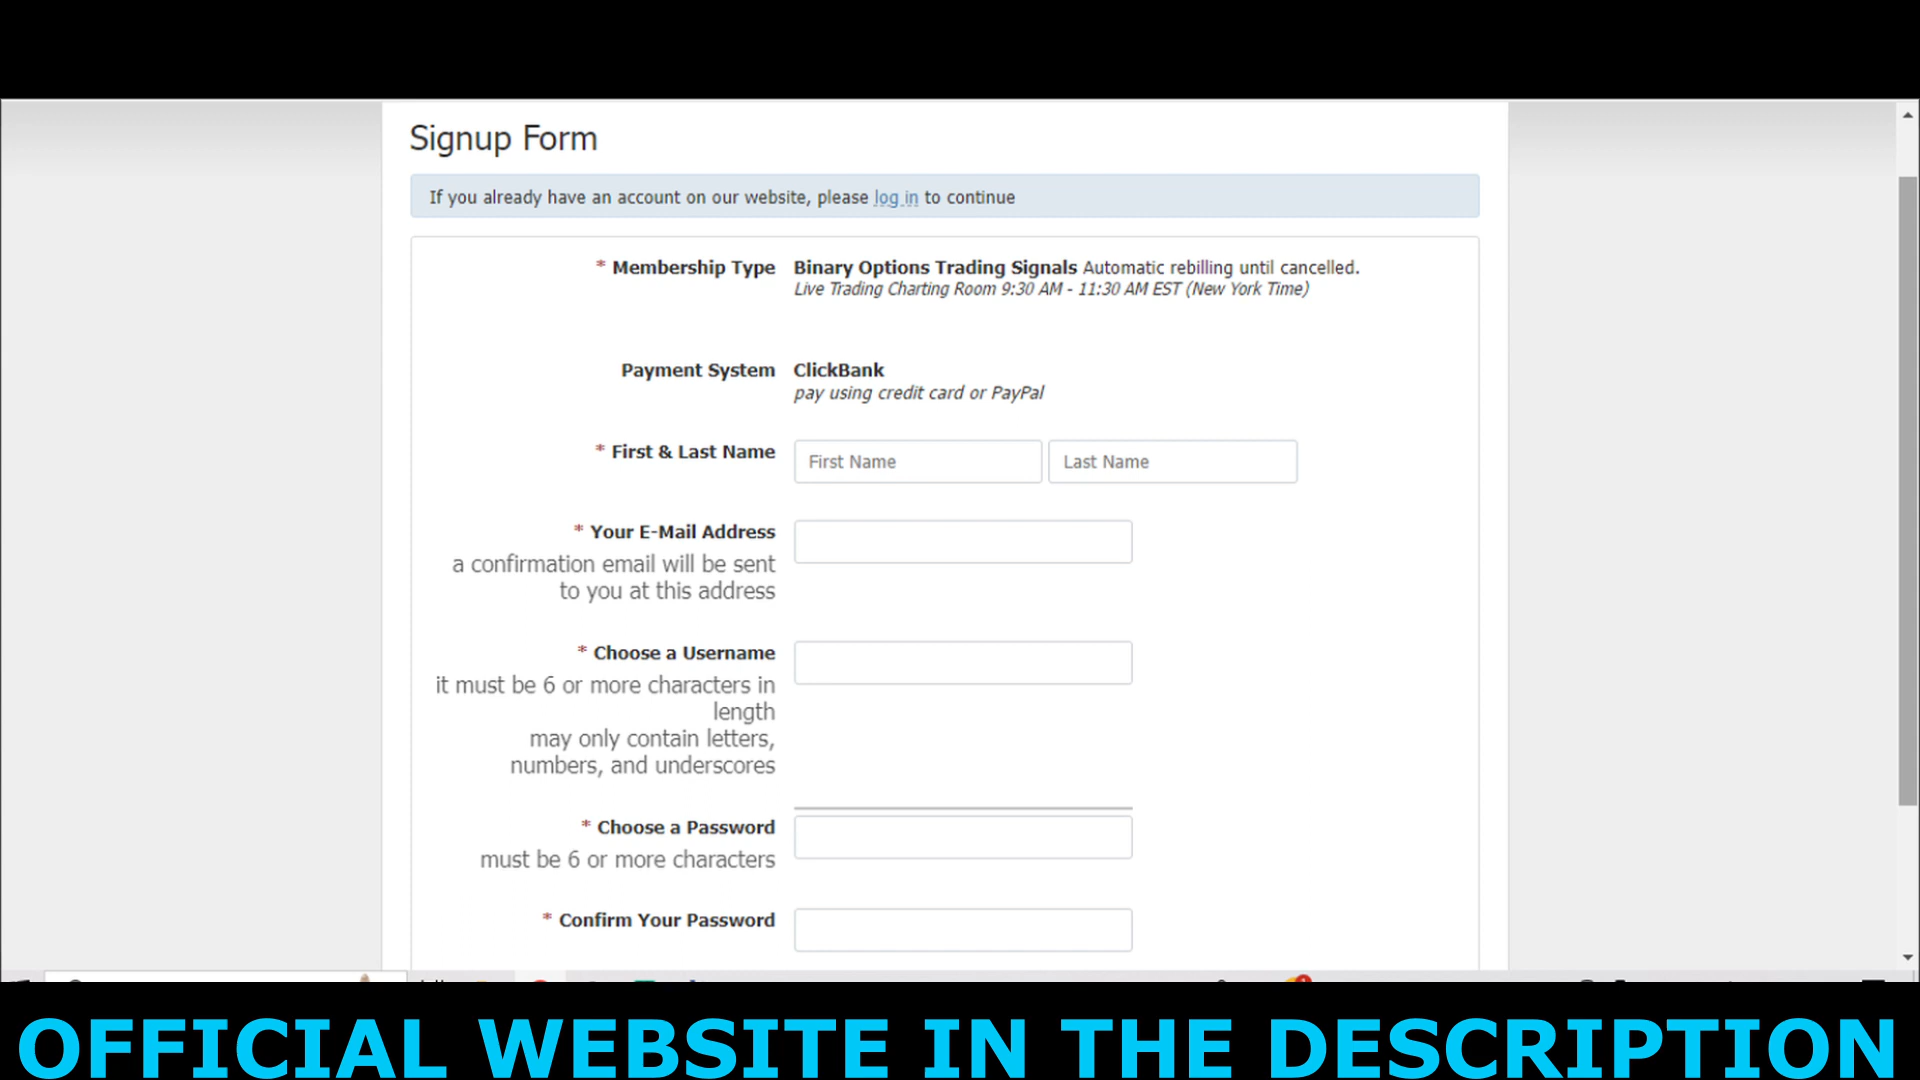 Signup Form
If you already have an account on our website, please log in to continue
* Membership Type
Binary Options Trading Signals Automatic rebilling until cancelled.
Live Trading Charting Room 9:30 AM - 11:30 AM EST (New York Time)
Payment System
ClickBank
pay using credit card or PayPal
* First & Last Name
First Name
Last Name
* Your E-Mail Address
a confirmation email will be sent
to you at this address
* Choose a Username
it must be 6 or more characters in
length
may only contain letters,
numbers, and underscores
* Choose a Password
must be 6 or more characters
* Confirm Your Password
OFFICIAL WEBSITE IN THE DESCRIPTION